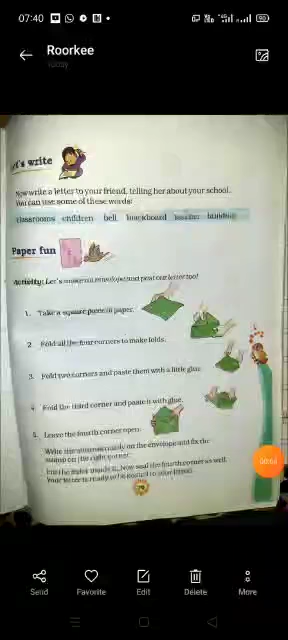 07:40
Roorkee
Today
Let's write
Now write a letter to your friend, telling her about your school.
You can use some of these words:
classrooms children bell blackboard teacher building
Paper fun
Activity: Let's make an envelope and post our letter too!
1. Take a square piece of paper.
2. Fold all the four corners to make folds.
3. Fold two corners and paste them with a little glue.
4. Fold the third corner and paste it with glue.
5. Leave the fourth corner open.
Write the address neatly on the envelope and fix the
stamp on the right corner.
Put the letter inside it. Now seal the fourth corner as well.
Your letter is ready to be posted to your friend.
Send Favorite Edit Delete More